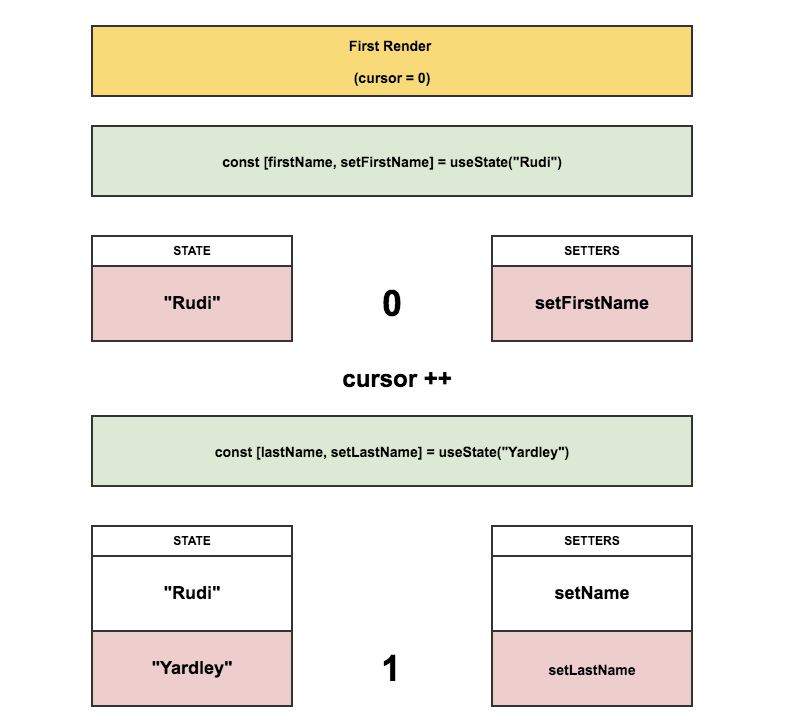 First Render
(cursor = 0)
const [firstName, setFirstName] = useState("Rudi")
STATE
SETTERS
"Rudi"
0
setFirstName
cursor ++
const [lastName, setLastName] = useState("Yardley")
STATE
SETTERS
"Rudi"
setName
"Yardley"
1
setLastName